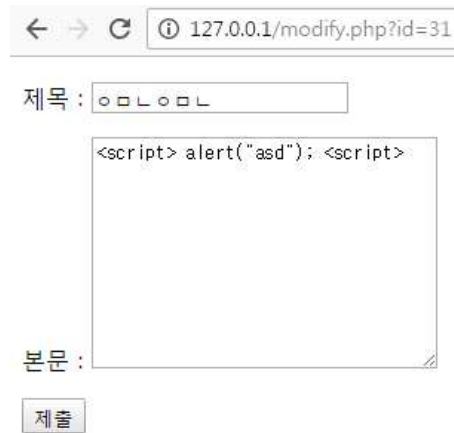 127.0.0.1/modify.php?id=31
제목 : ㅇㅁㄴㅇㅁㄴ
<script> alert("asd"); <script>
본문 :
제출